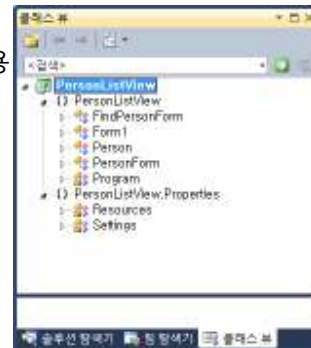 클래스 뷰
용
<검색>
PersonListView
{} PersonListView
FindPersonForm
Form1
Person
PersonForm
Program
{} PersonListView.Properties
Resources
Settings
솔루션 탐색기 팀 탐색기 클래스 뷰